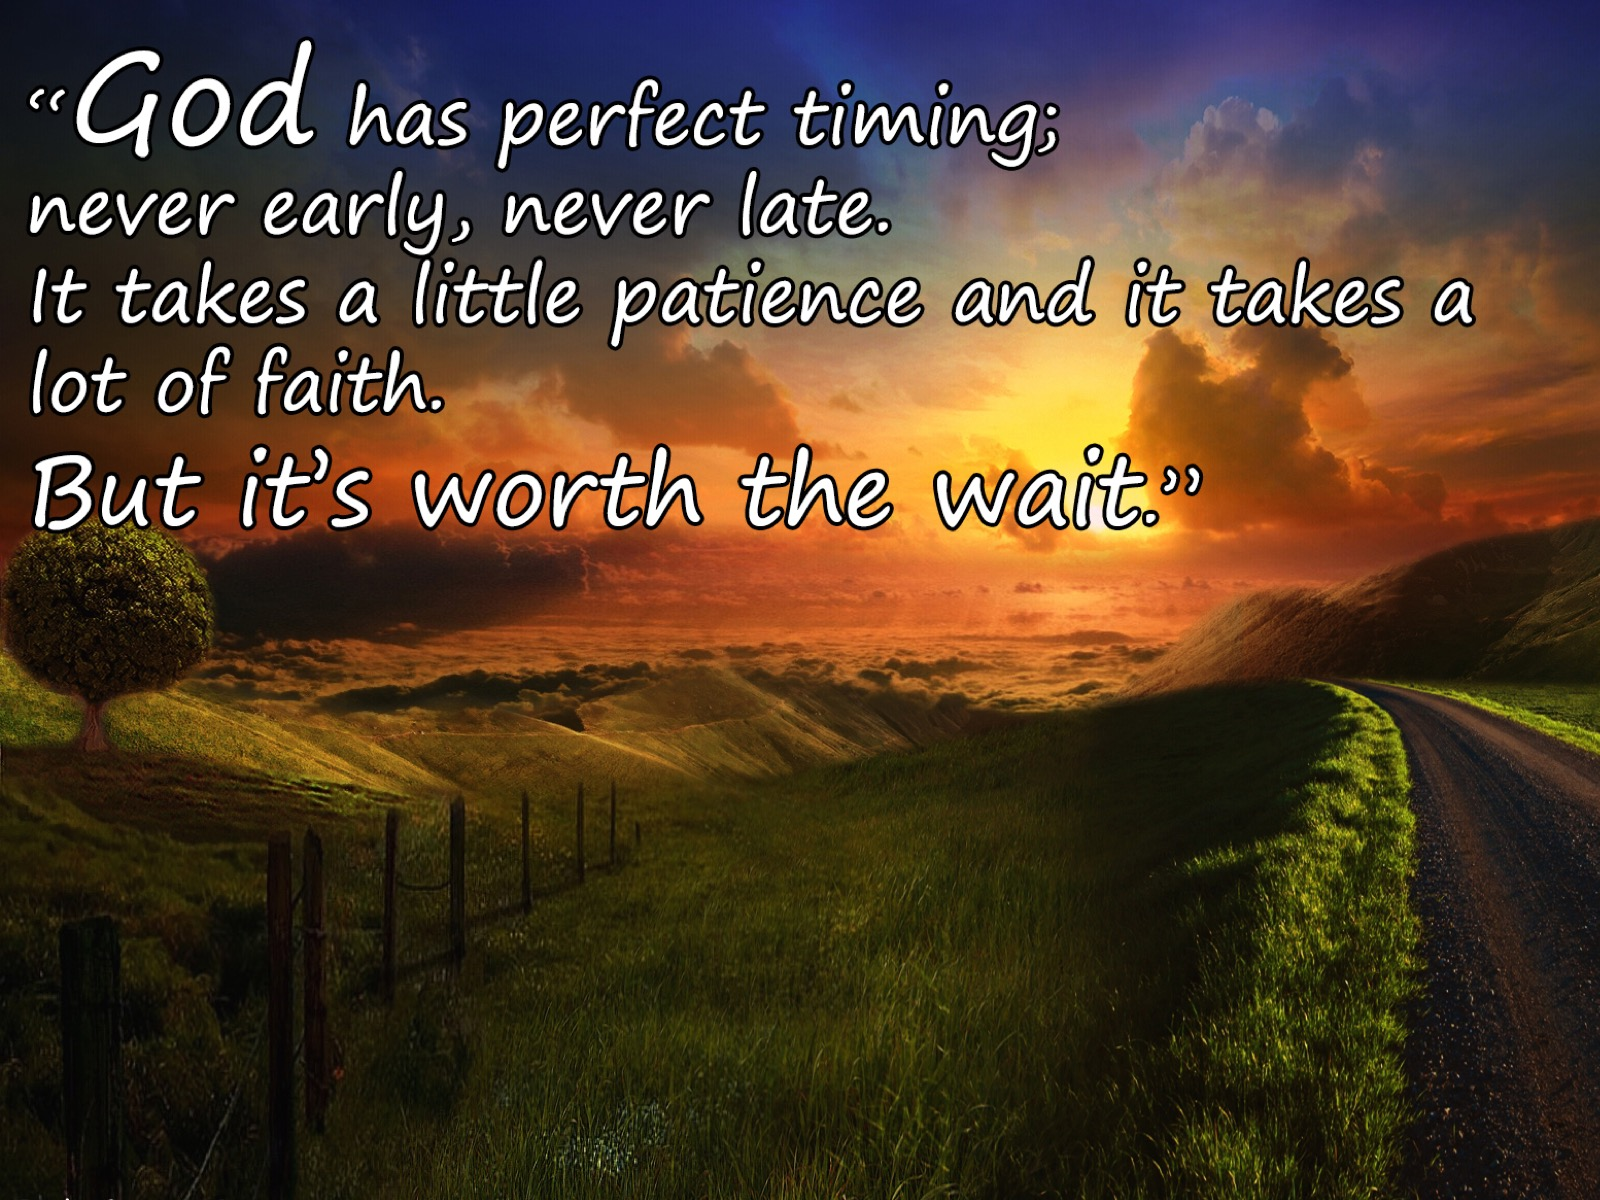 “God has perfect timing;
never early, never late.
It takes a little patience and it takes a
lot of faith.
But it’s worth the wait.”